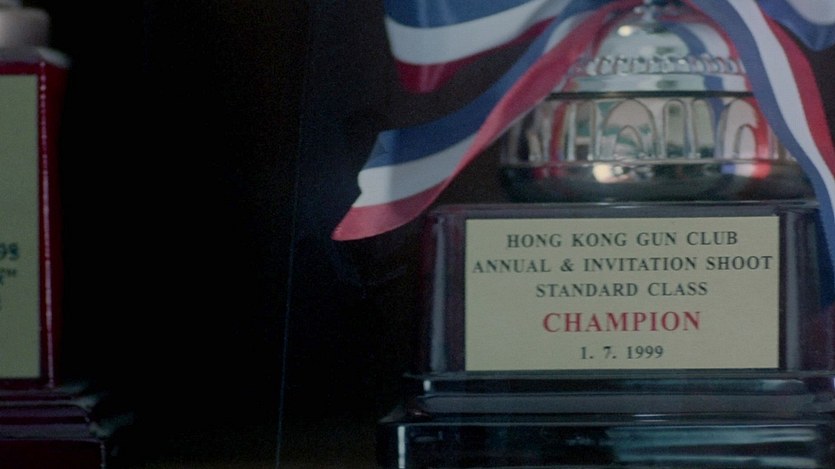 HONG KONG GUN CLUB
ANNUAL & INVITATION SHOOT
STANDARD CLASS
CHAMPION
1. 7. 1999